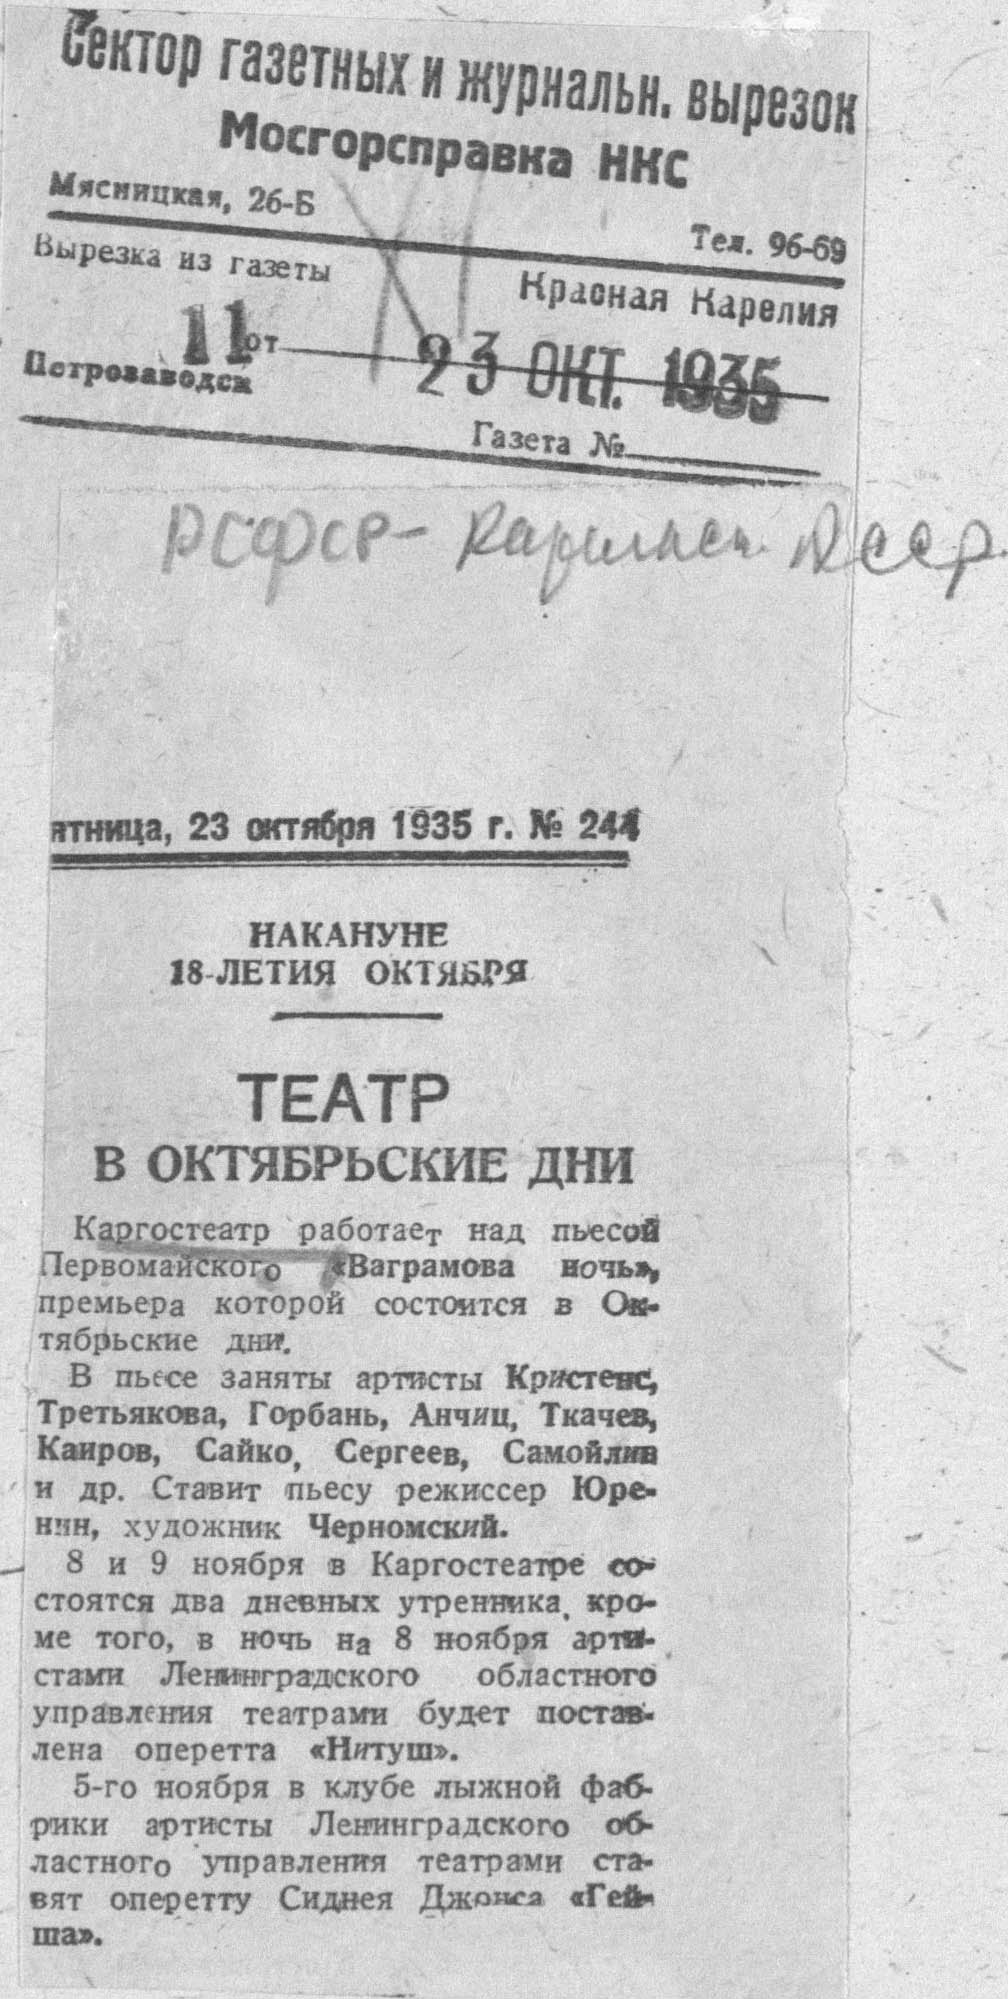 Сектор газетных и журнальн. вырезок
Мосгорсправка НКС
Мясницкая, 26-Б
Тел. 96-69
Вырезка из газеты
Красная Карелия
11 от 23 ОКТ. 1935
Петрозаводск
Газета №
РСФСР - Карельск. АССР.
ятница, 23 октября 1935 г. № 244
НАКАНУНЕ
18-ЛЕТИЯ ОКТЯБРЯ
ТЕАТР
В ОКТЯБРЬСКИЕ ДНИ
Каргостеатр работает над пьесой
Первомайского «Ваграмова ночь»,
премьера которой состоится в Ок-
тябрьские дни.
В пьесе заняты артисты Кристенс,
Третьякова, Горбань, Анчиц, Ткачев,
Каиров, Сайко, Сергеев, Самойлив
и др. Ставит пьесу режиссер Юре-
нин, художник Черномский.
8 и 9 ноября в Каргостеатре со-
стоятся два дневных утренника, кро-
ме того, в ночь на 8 ноября арти-
стами Ленинградского областного
управления театрами будет постав-
лена оперетта «Нитуш».
5-го ноября в клубе лыжной фаб-
рики артисты Ленинградского об-
ластного управления театрами ста-
вят оперетту Сиднея Джонса «Гей-
ша».